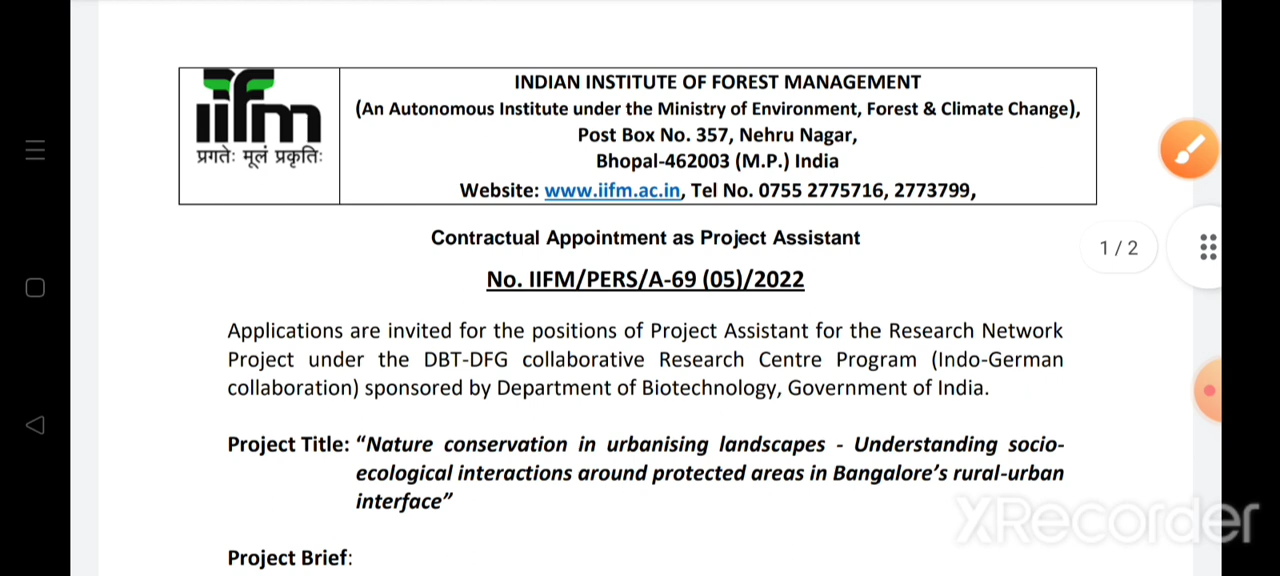 iifm
प्रगतेः मूलं प्रकृतिः
INDIAN INSTITUTE OF FOREST MANAGEMENT
(An Autonomous Institute under the Ministry of Environment, Forest & Climate Change),
Post Box No. 357, Nehru Nagar,
Bhopal-462003 (M.P.) India
Website: www.iifm.ac.in, Tel No. 0755 2775716, 2773799,
Contractual Appointment as Project Assistant
1 / 2
No. IIFM/PERS/A-69 (05)/2022
Applications are invited for the positions of Project Assistant for the Research Network
Project under the DBT-DFG collaborative Research Centre Program (Indo-German
collaboration) sponsored by Department of Biotechnology, Government of India.
Project Title: “Nature conservation in urbanising landscapes - Understanding socio-
ecological interactions around protected areas in Bangalore’s rural-urban
interface”
XRecorder
Project Brief: